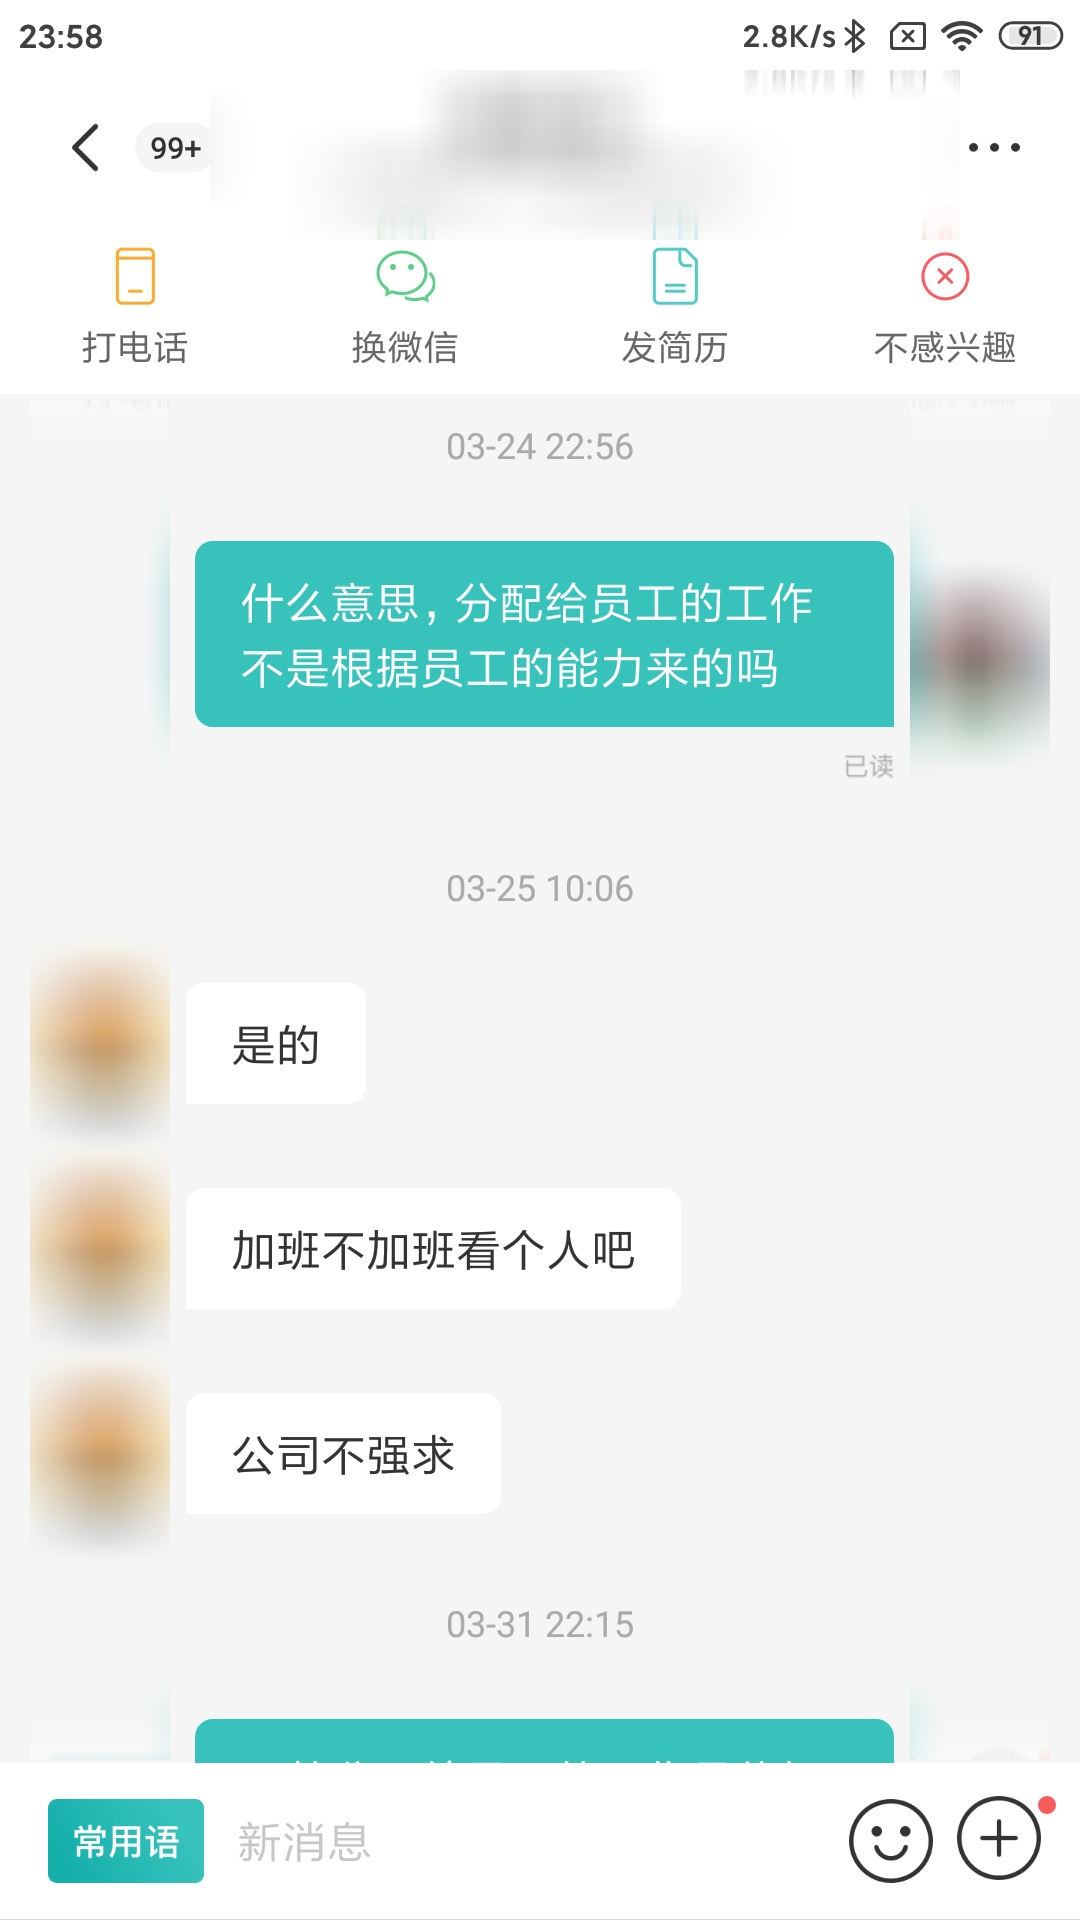 23:58
2.8K/s
91
99+
打电话
换微信
发简历
不感兴趣
03-24 22:56
什么意思，分配给员工的工作
不是根据员工的能力来的吗
已读
03-25 10:06
是的
加班不加班看个人吧
公司不强求
03-31 22:15
常用语
新消息